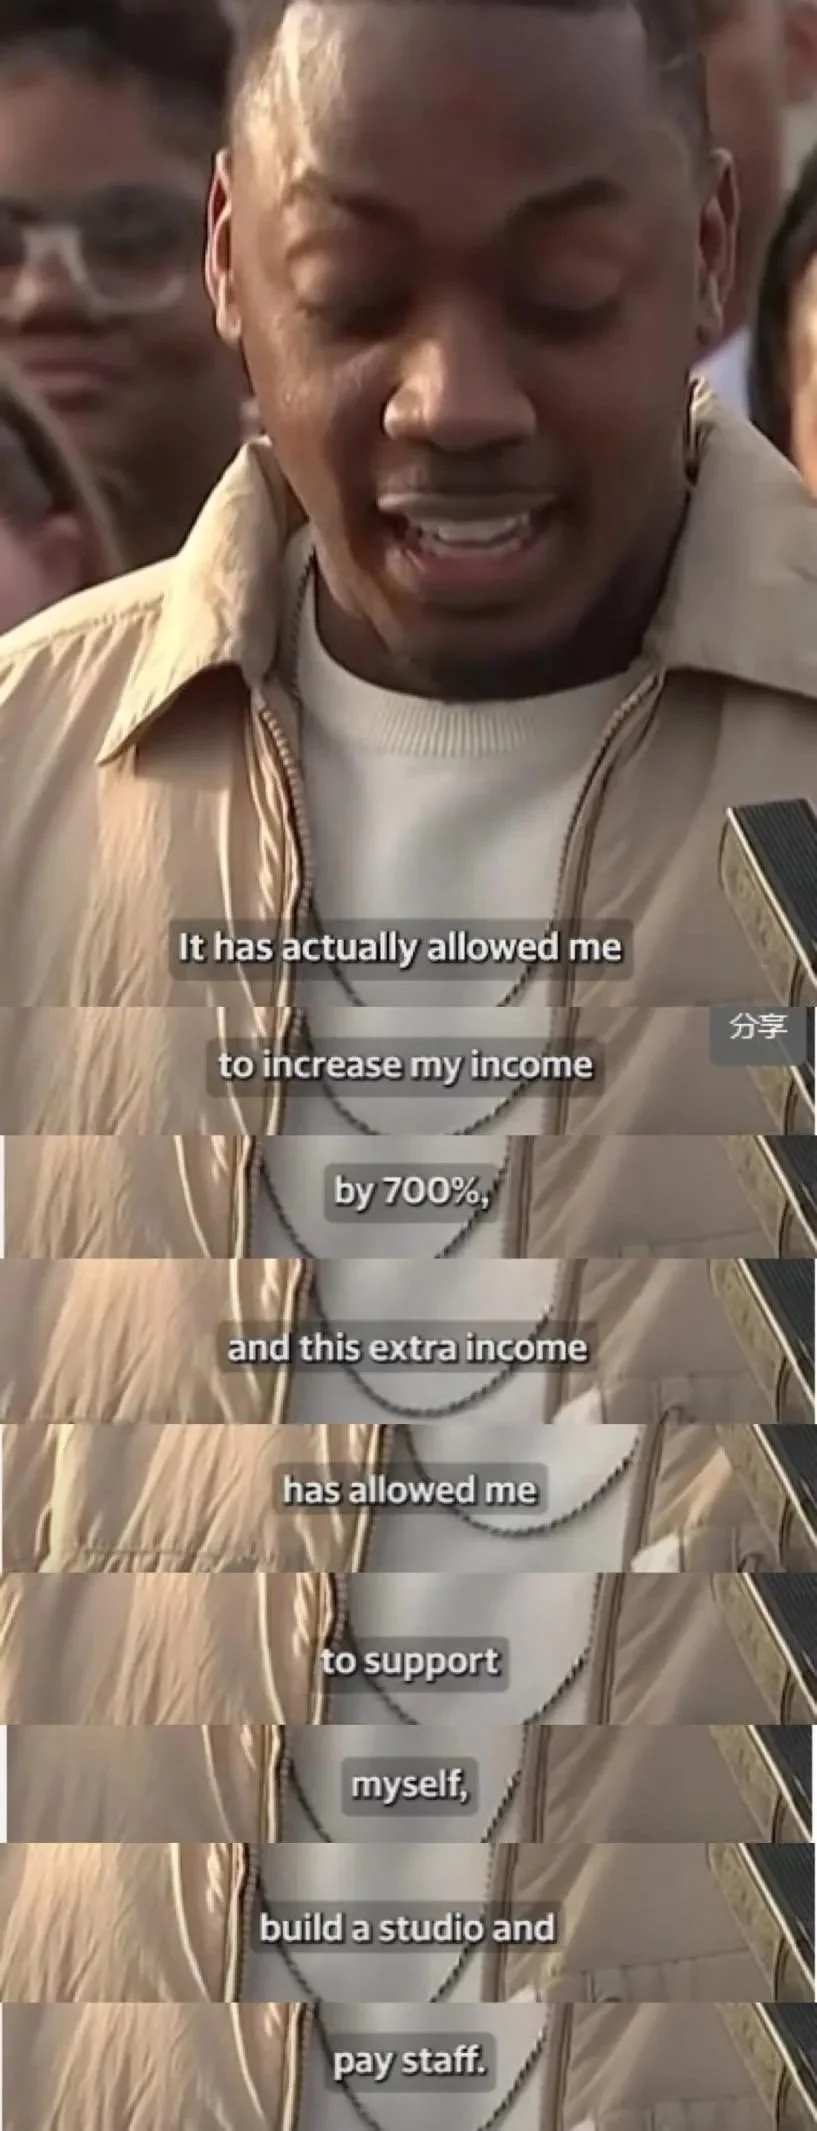 It has actually allowed me
分享
to increase my income
by 700%,
and this extra income
has allowed me
to support
myself,
build a studio and
pay staff.